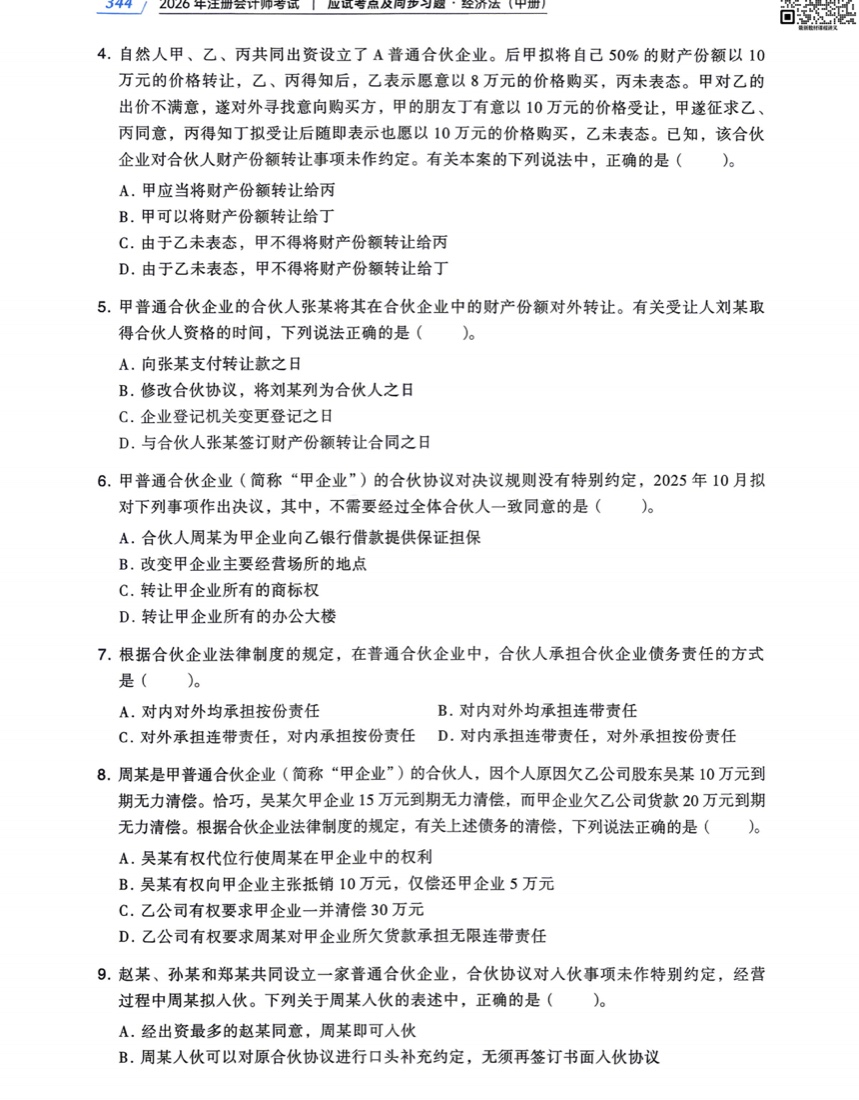 344 2026年注册会计师考试 | 应试考点及同步习题·经济法（中册）
4. 自然人甲、乙、丙共同出资设立了A普通合伙企业。后甲拟将自己50%的财产份额以10
万元的价格转让，乙、丙得知后，乙表示愿意以8万元的价格购买，丙未表态。甲对乙的
出价不满意，遂对外寻找意向购买方，甲的朋友丁有意以10万元的价格受让，甲遂征求乙、
丙同意，丙得知丁拟受让后随即表示也愿以10万元的价格购买，乙未表态。已知，该合伙
企业对合伙人财产份额转让事项未作约定。有关本案的下列说法中，正确的是（　　）。
A. 甲应当将财产份额转让给丙
B. 甲可以将财产份额转让给丁
C. 由于乙未表态，甲不得将财产份额转让给丙
D. 由于乙未表态，甲不得将财产份额转让给丁
5. 甲普通合伙企业的合伙人张某将其在合伙企业中的财产份额对外转让。有关受让人刘某取
得合伙人资格的时间，下列说法正确的是（　　）。
A. 向张某支付转让款之日
B. 修改合伙协议，将刘某列为合伙人之日
C. 企业登记机关变更登记之日
D. 与合伙人张某签订财产份额转让合同之日
6. 甲普通合伙企业（简称“甲企业”）的合伙协议对决议规则没有特别约定，2025年10月拟
对下列事项作出决议，其中，不需要经过全体合伙人一致同意的是（　　）。
A. 合伙人周某为甲企业向乙银行借款提供保证担保
B. 改变甲企业主要经营场所的地点
C. 转让甲企业所有的商标权
D. 转让甲企业所有的办公大楼
7. 根据合伙企业法律制度的规定，在普通合伙企业中，合伙人承担合伙企业债务责任的方式
是（　　）。
A. 对内对外均承担按份责任　B. 对内对外均承担连带责任
C. 对外承担连带责任，对内承担按份责任　D. 对内承担连带责任，对外承担按份责任
8. 周某是甲普通合伙企业（简称“甲企业”）的合伙人，因个人原因欠乙公司股东吴某10万元到
期无力清偿。恰巧，吴某欠甲企业15万元到期无力清偿，而甲企业欠乙公司货款20万元到期
无力清偿。根据合伙企业法律制度的规定，有关上述债务的清偿，下列说法正确的是（　　）。
A. 吴某有权代位行使周某在甲企业中的权利
B. 吴某有权向甲企业主张抵销10万元，仅偿还甲企业5万元
C. 乙公司有权要求甲企业一并清偿30万元
D. 乙公司有权要求周某对甲企业所欠货款承担无限连带责任
9. 赵某、孙某和郑某共同设立一家普通合伙企业，合伙协议对入伙事项未作特别约定，经营
过程中周某拟入伙。下列关于周某入伙的表述中，正确的是（　　）。
A. 经出资最多的赵某同意，周某即可入伙
B. 周某入伙可以对原合伙协议进行口头补充约定，无须再签订书面入伙协议